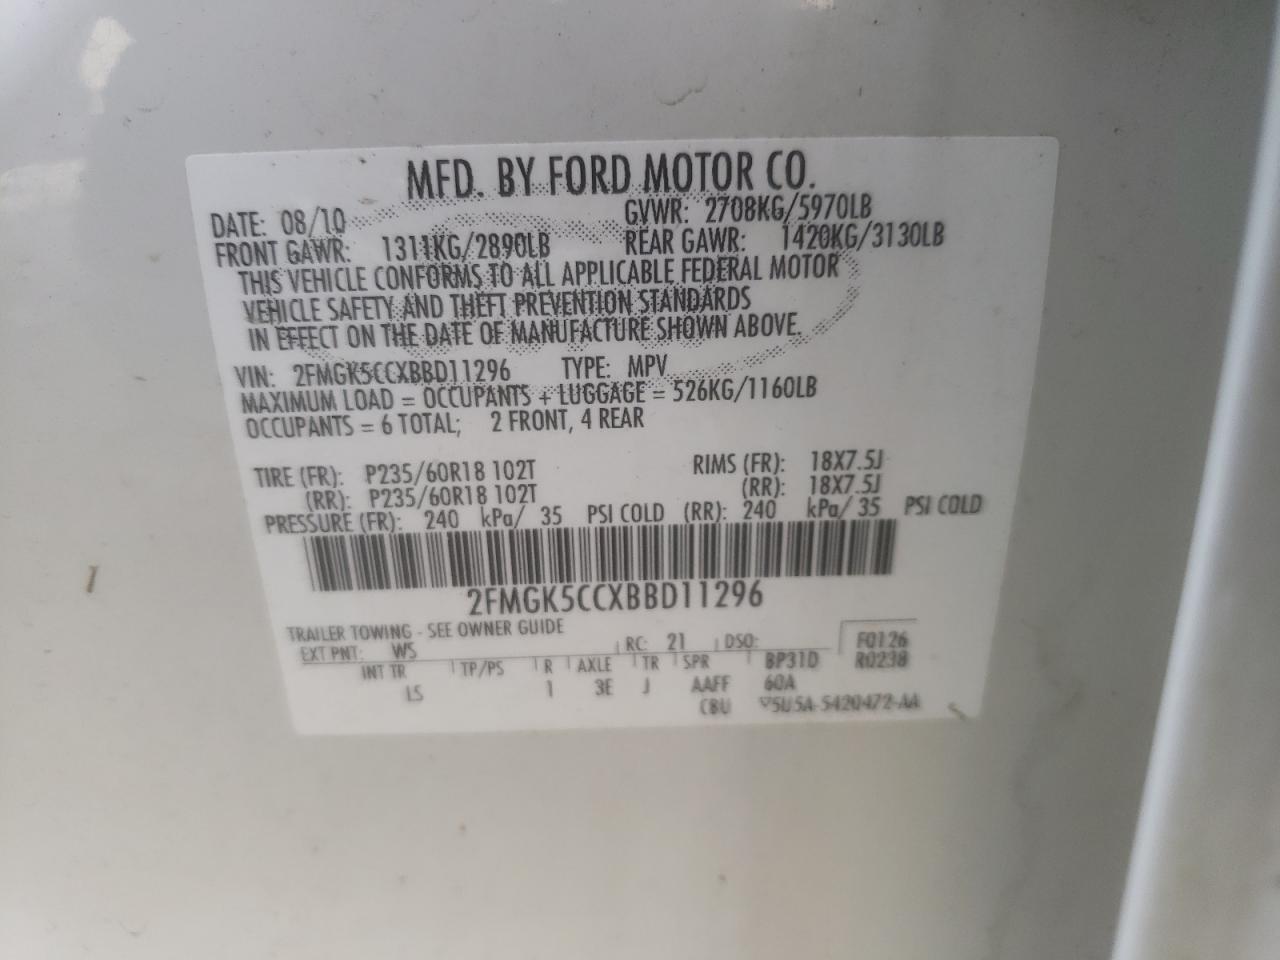 MFD. BY FORD MOTOR CO.
DATE: 08/10 GVWR: 2708KG/5970LB
FRONT GAWR: 1311KG/2890LB REAR GAWR: 1420KG/3130LB
THIS VEHICLE CONFORMS TO ALL APPLICABLE FEDERAL MOTOR
VEHICLE SAFETY AND THEFT PREVENTION STANDARDS
IN EFFECT ON THE DATE OF MANUFACTURE SHOWN ABOVE.
VIN: 2FMGK5CCXBBD11296 TYPE: MPV
MAXIMUM LOAD = OCCUPANTS + LUGGAGE = 526KG/1160LB
OCCUPANTS = 6 TOTAL; 2 FRONT, 4 REAR
TIRE (FR): P235/60R18 102T RIMS (FR): 18X7.5J
(RR): P235/60R18 102T (RR): 18X7.5J
PRESSURE (FR): 240 kPa/ 35 PSI COLD (RR): 240 kPa/ 35 PSI COLD
2FMGK5CCXBBD11296
TRAILER TOWING - SEE OWNER GUIDE
EXT PNT: WS RC: 21 DSO: F0126
INT TR TP/PS R AXLE TR SPR BP31D R0238
LS 1 3E J AAFF 60A
CBU 5U5A-5420472-AA